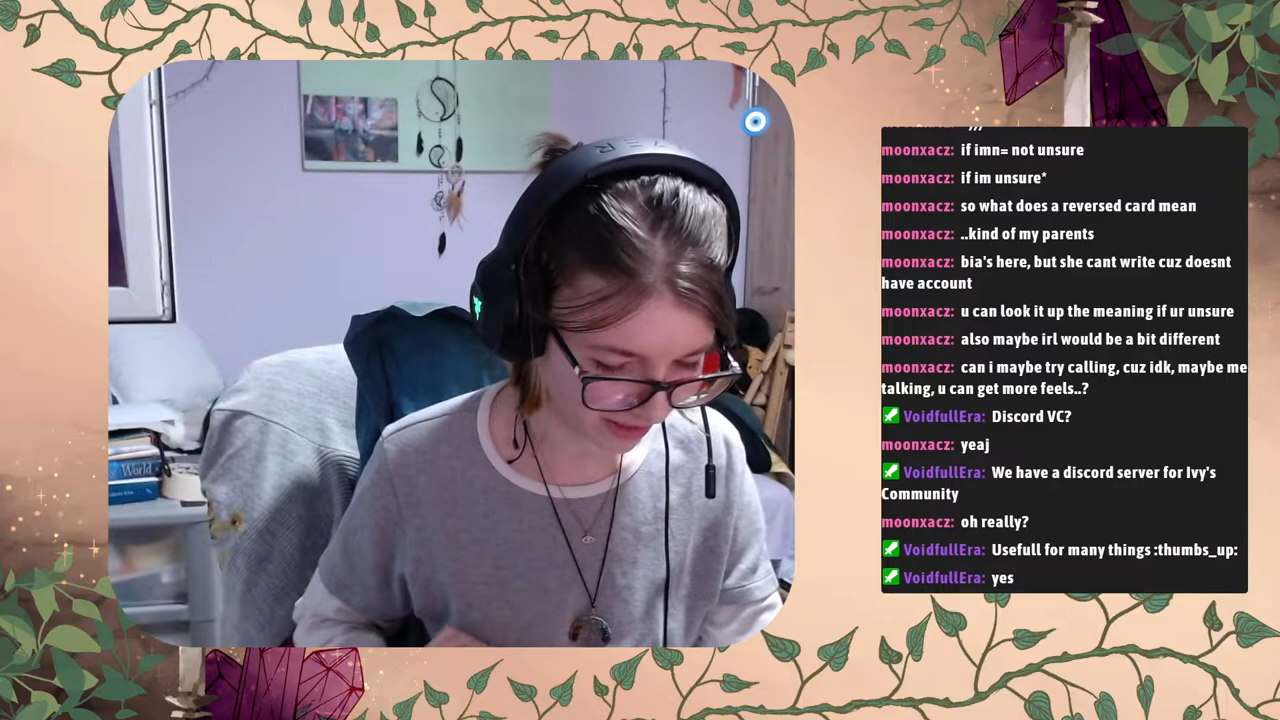 RAZER
World
moonxacz: if imn= not unsure
moonxacz: if im unsure*
moonxacz: so what does a reversed card mean
moonxacz: ..kind of my parents
moonxacz: bia's here, but she cant write cuz doesnt
have account
moonxacz: u can look it up the meaning if ur unsure
moonxacz: also maybe irl would be a bit different
moonxacz: can i maybe try calling, cuz idk, maybe me
talking, u can get more feels..?
VoidfullEra: Discord VC?
moonxacz: yeaj
VoidfullEra: We have a discord server for Ivy's
Community
moonxacz: oh really?
VoidfullEra: Usefull for many things :thumbs_up:
VoidfullEra: yes